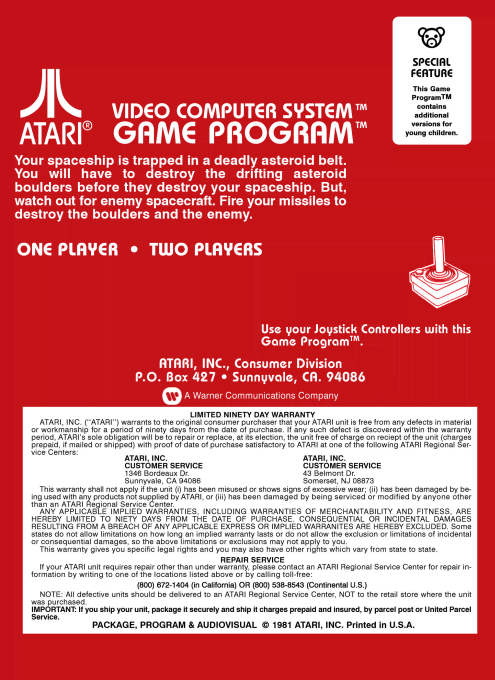 SPECIAL
FEATURE
This Game
Program™
contains
additional
versions for
young children.
ATARI®
VIDEO COMPUTER SYSTEM™
GAME PROGRAM™
Your spaceship is trapped in a deadly asteroid belt.
You will have to destroy the drifting asteroid
boulders before they destroy your spaceship. But,
watch out for enemy spacecraft. Fire your missiles to
destroy the boulders and the enemy.
ONE PLAYER • TWO PLAYERS
Use your Joystick Controllers with this
Game Program™.
ATARI, INC., Consumer Division
P.O. Box 427 • Sunnyvale, CA. 94086
A Warner Communications Company
LIMITED NINETY DAY WARRANTY
ATARI, INC. ("ATARI") warrants to the original consumer purchaser that your ATARI unit is free from any defects in material
or workmanship for a period of ninety days from the date of purchase. If any such defect is discovered within the warranty
period, ATARI's sole obligation will be to repair or replace, at its election, the unit free of charge on reciept of the unit (charges
prepaid, if mailed or shipped) with proof of date of purchase satisfactory to ATARI at one of the following ATARI Regional Ser-
vice Centers:
ATARI, INC. ATARI, INC.
CUSTOMER SERVICE CUSTOMER SERVICE
1346 Bordeaux Dr. 43 Belmont Dr.
Sunnyvale, CA 94086 Somerset, NJ 08873
This warranty shall not apply if the unit (i) has been misused or shows signs of excessive wear; (ii) has been damaged by be-
ing used with any products not supplied by ATARI, or (iii) has been damaged by being serviced or modified by anyone other
than an ATARI Regional Service Center.
ANY APPLICABLE IMPLIED WARRANTIES, INCLUDING WARRANTIES OF MERCHANTABILITY AND FITNESS, ARE
HEREBY LIMITED TO NIETY DAYS FROM THE DATE OF PURCHASE. CONSEQUENTIAL OR INCIDENTAL DAMAGES
RESULTING FROM A BREACH OF ANY APPLICABLE EXPRESS OR IMPLIED WARRANITES ARE HEREBY EXCLUDED. Some
states do not allow limitations on how long an implied warranty lasts or do not allow the exclusion or limitations of incidental
or consequential damages, so the above limitations or exclusions may not apply to you.
This warranty gives you specific legal rights and you may also have other rights which vary from state to state.
REPAIR SERVICE
If your ATARI unit requires repair other than under warranty, please contact an ATARI Regional Service Center for repair in-
formation by writing to one of the locations listed above or by calling toll-free:
(800) 672-1404 (in California) OR (800) 538-8543 (Continental U.S.)
NOTE: All defective units should be delivered to an ATARI Regional Service Center, NOT to the retail store where the unit
was purchased.
IMPORTANT: If you ship your unit, package it securely and ship it charges prepaid and insured, by parcel post or United Parcel
Service.
PACKAGE, PROGRAM & AUDIOVISUAL © 1981 ATARI, INC. Printed in U.S.A.